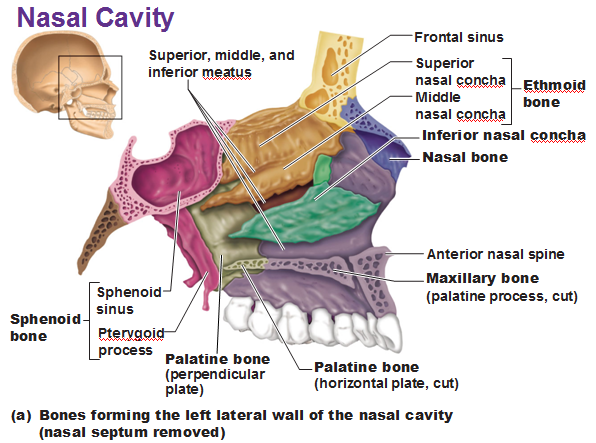 Nasal Cavity
Superior, middle, and
inferior meatus
Frontal sinus
Superior
nasal concha
Middle
nasal concha
Ethmoid
bone
Inferior nasal concha
Nasal bone
Anterior nasal spine
Maxillary bone
(palatine process, cut)
Sphenoid
sinus
Sphenoid
bone
Pterygoid
process
Palatine bone
(perpendicular
plate)
Palatine bone
(horizontal plate, cut)
(a) Bones forming the left lateral wall of the nasal cavity
(nasal septum removed)